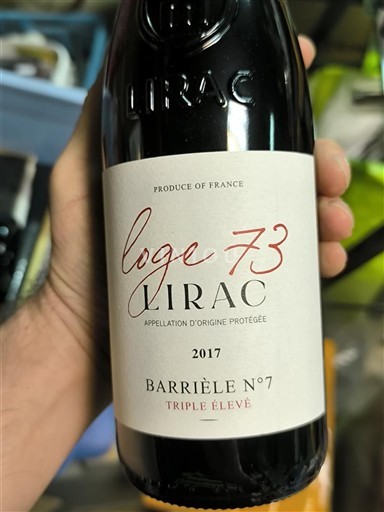 LIRAC
PRODUCE OF FRANCE
loge 73
LIRAC
APPELLATION D'ORIGINE PROTÉGÉE
2017
BARRIÈLE N°7
TRIPLE ÉLEVÉ